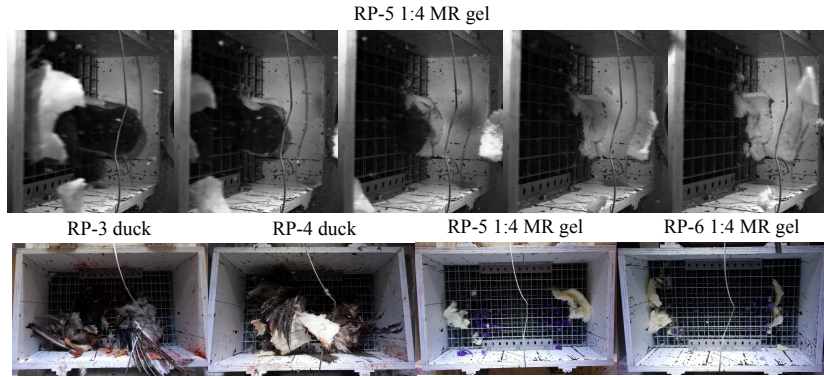 RP-5 1:4 MR gel
RP-3 duck
RP-4 duck
RP-5 1:4 MR gel
RP-6 1:4 MR gel